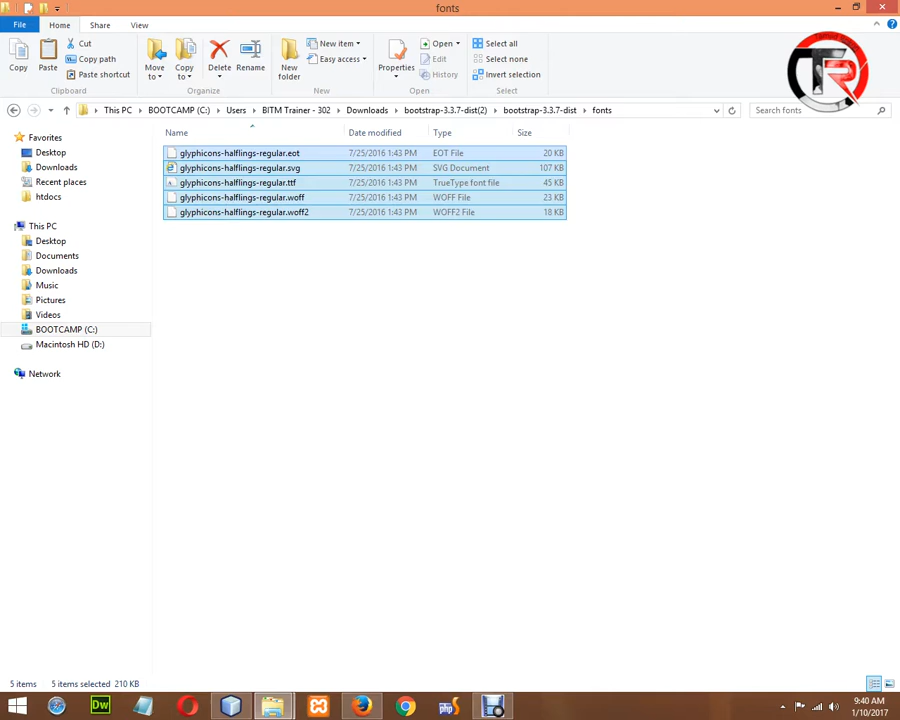 fonts
File Home Share View
Copy
Paste
Cut
Copy path
Paste shortcut
Clipboard
Move to
Copy to
Delete
Rename
Organize
New folder
New item
Easy access
New
Properties
Open
Edit
History
Open
Select all
Select none
Invert selection
Select
TR
This PC BOOTCAMP (C:) Users BITM Trainer - 302 Downloads bootstrap-3.3.7-dist(2) bootstrap-3.3.7-dist fonts
Search fonts
Favorites
Desktop
Downloads
Recent places
htdocs
This PC
Desktop
Documents
Downloads
Music
Pictures
Videos
BOOTCAMP (C:)
Macintosh HD (D:)
Network
Name Date modified Type Size
glyphicons-halflings-regular.eot 7/25/2016 1:43 PM EOT File 20 KB
glyphicons-halflings-regular.svg 7/25/2016 1:43 PM SVG Document 107 KB
glyphicons-halflings-regular.ttf 7/25/2016 1:43 PM TrueType font file 45 KB
glyphicons-halflings-regular.woff 7/25/2016 1:43 PM WOFF File 23 KB
glyphicons-halflings-regular.woff2 7/25/2016 1:43 PM WOFF2 File 18 KB
5 items 5 items selected 210 KB
Dw
php
9:40 AM
1/10/2017